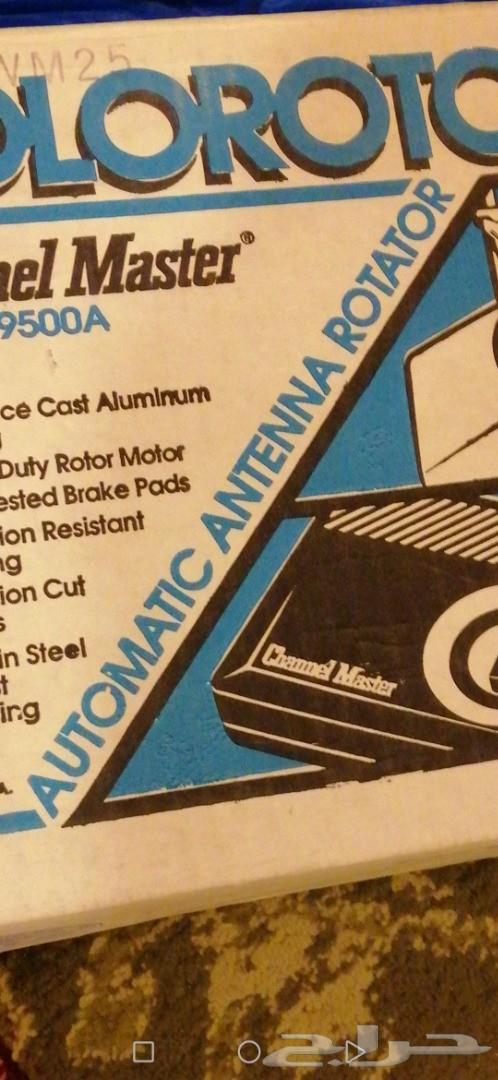 VM25
OLOROTO
nel Master®
9500A
ce Cast Aluminum
Duty Rotor Motor
ested Brake Pads
ion Resistant
ng
ion Cut
s
in Steel
t
ring
A.
AUTOMATIC ANTENNA ROTATOR
Channel Master
حراج